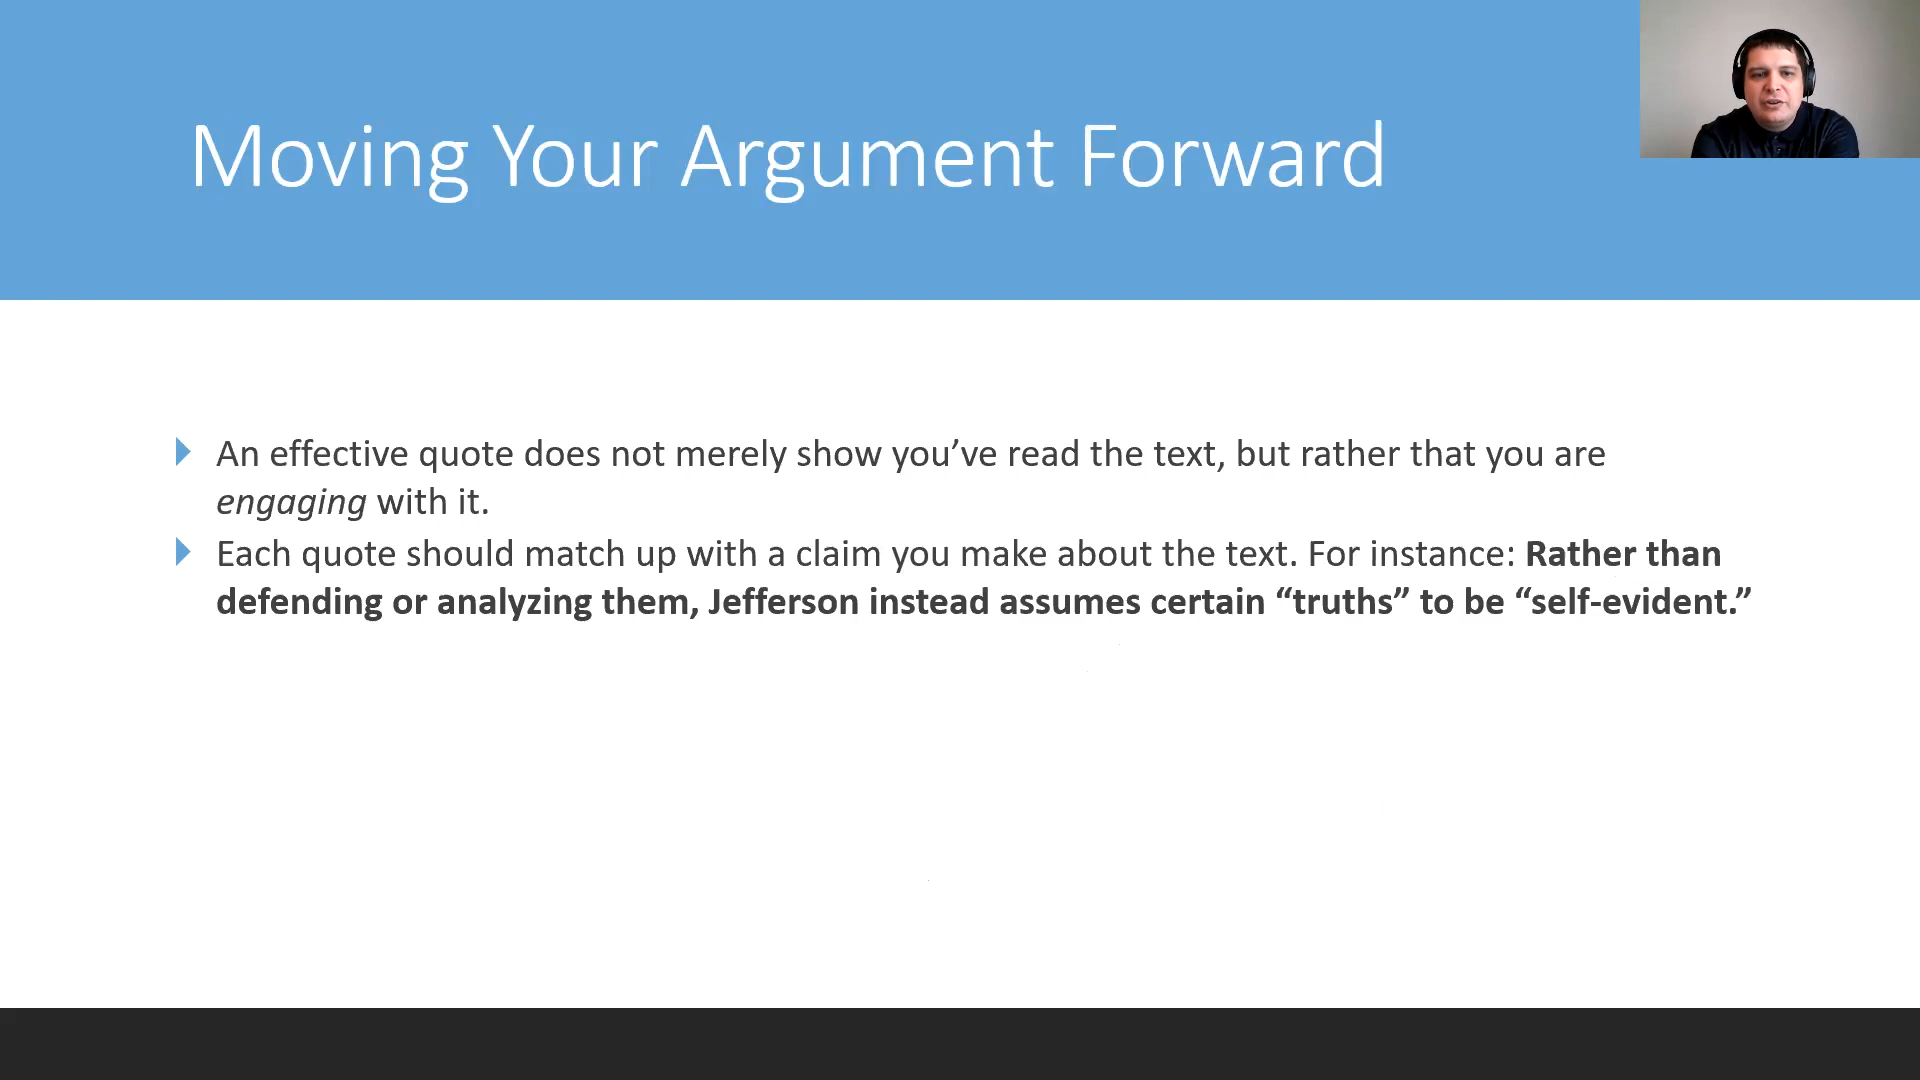 Moving Your Argument Forward
An effective quote does not merely show you’ve read the text, but rather that you are
engaging with it.
Each quote should match up with a claim you make about the text. For instance: Rather than
defending or analyzing them, Jefferson instead assumes certain “truths” to be “self-evident.”